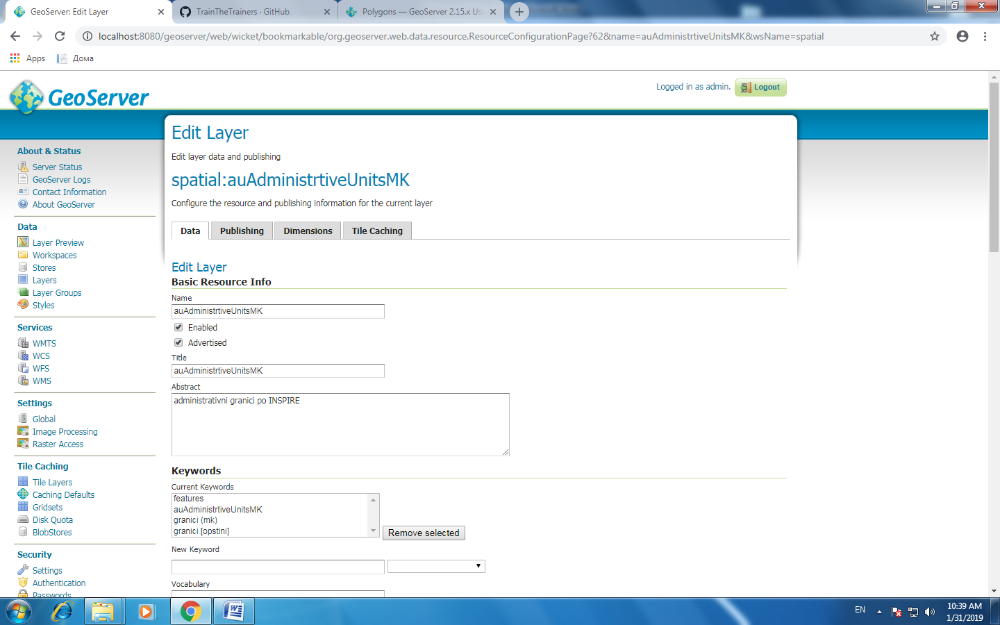 GeoServer: Edit Layer
TrainTheTrainers · GitHub
Polygons — GeoServer 2.15.x Us
localhost:8080/geoserver/web/wicket/bookmarkable/org.geoserver.web.data.resource.ResourceConfigurationPage?62&name=auAdministrtiveUnitsMK&wsName=spatial
Apps
Дома
GeoServer
Logged in as admin.
Logout
About & Status
Server Status
GeoServer Logs
Contact Information
About GeoServer
Data
Layer Preview
Workspaces
Stores
Layers
Layer Groups
Styles
Services
WMTS
WCS
WFS
WMS
Settings
Global
Image Processing
Raster Access
Tile Caching
Tile Layers
Caching Defaults
Gridsets
Disk Quota
BlobStores
Security
Settings
Authentication
Passwords
Edit Layer
Edit layer data and publishing
spatial:auAdministrtiveUnitsMK
Configure the resource and publishing information for the current layer
Data
Publishing
Dimensions
Tile Caching
Edit Layer
Basic Resource Info
Name
auAdministrtiveUnitsMK
Enabled
Advertised
Title
auAdministrtiveUnitsMK
Abstract
administrativni granici po INSPIRE
Keywords
Current Keywords
features
auAdministrtiveUnitsMK
granici (mk)
granici [opstini]
Remove selected
New Keyword
Vocabulary
EN
10:39 AM
1/31/2019